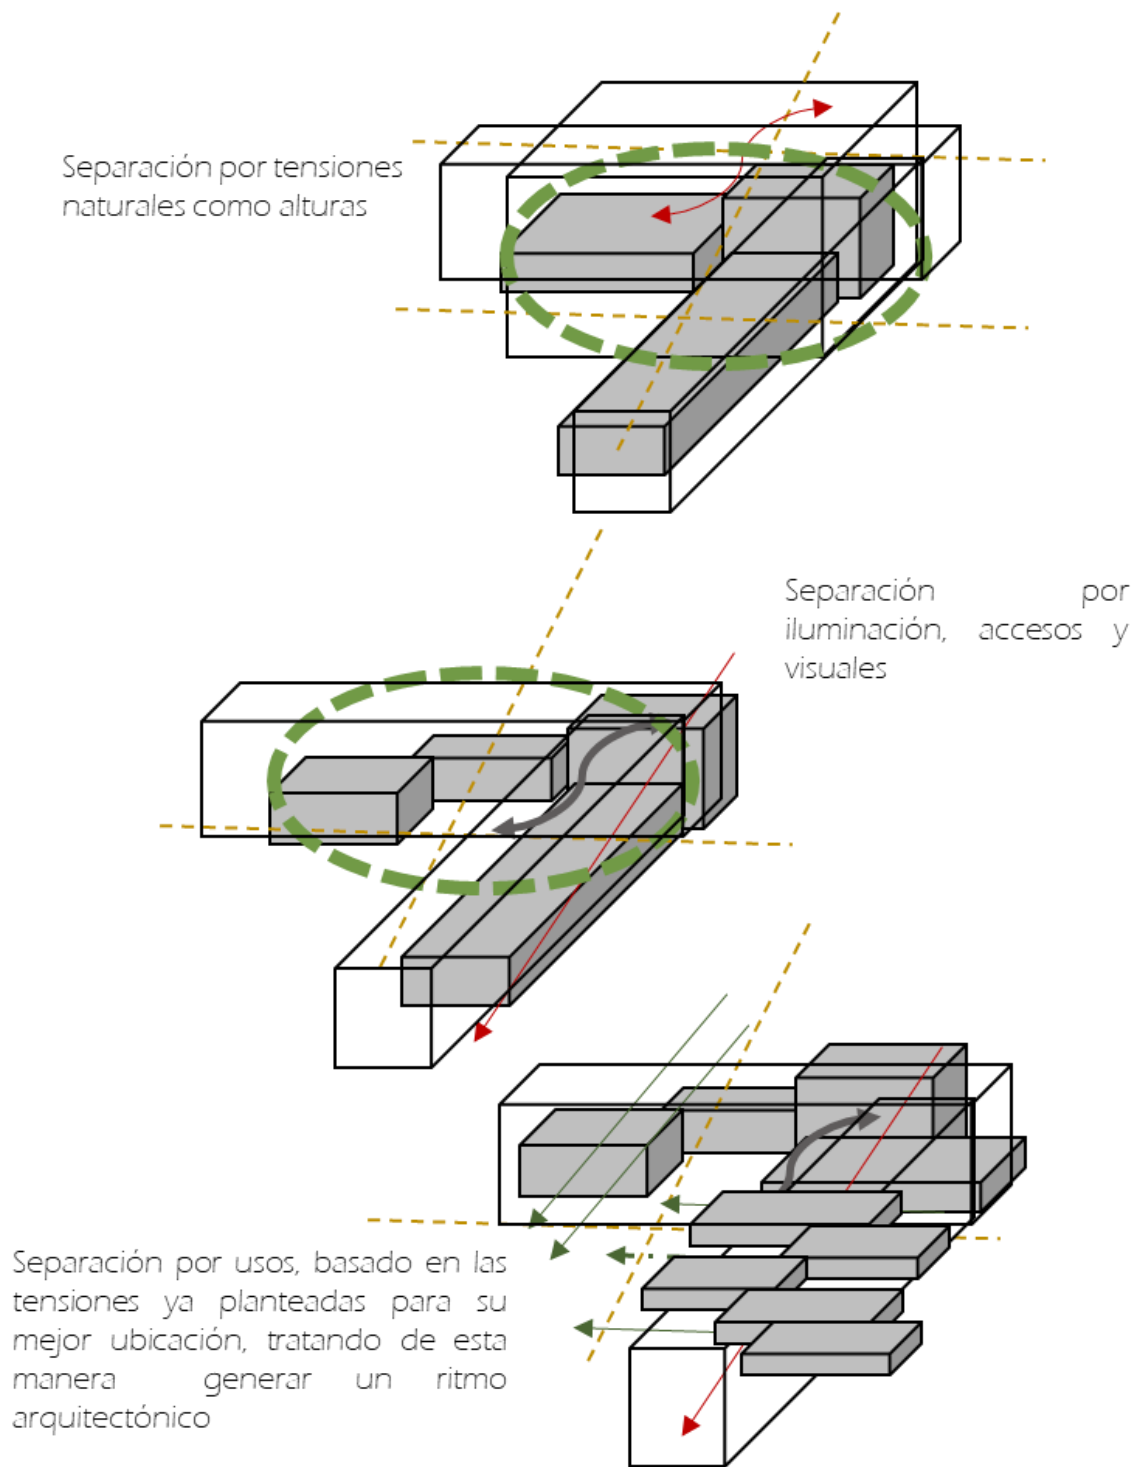 Separación por tensiones
naturales como alturas
Separación por
iluminación, accesos y
visuales
Separación por usos, basado en las
tensiones ya planteadas para su
mejor ubicación, tratando de esta
manera generar un ritmo
arquitectónico